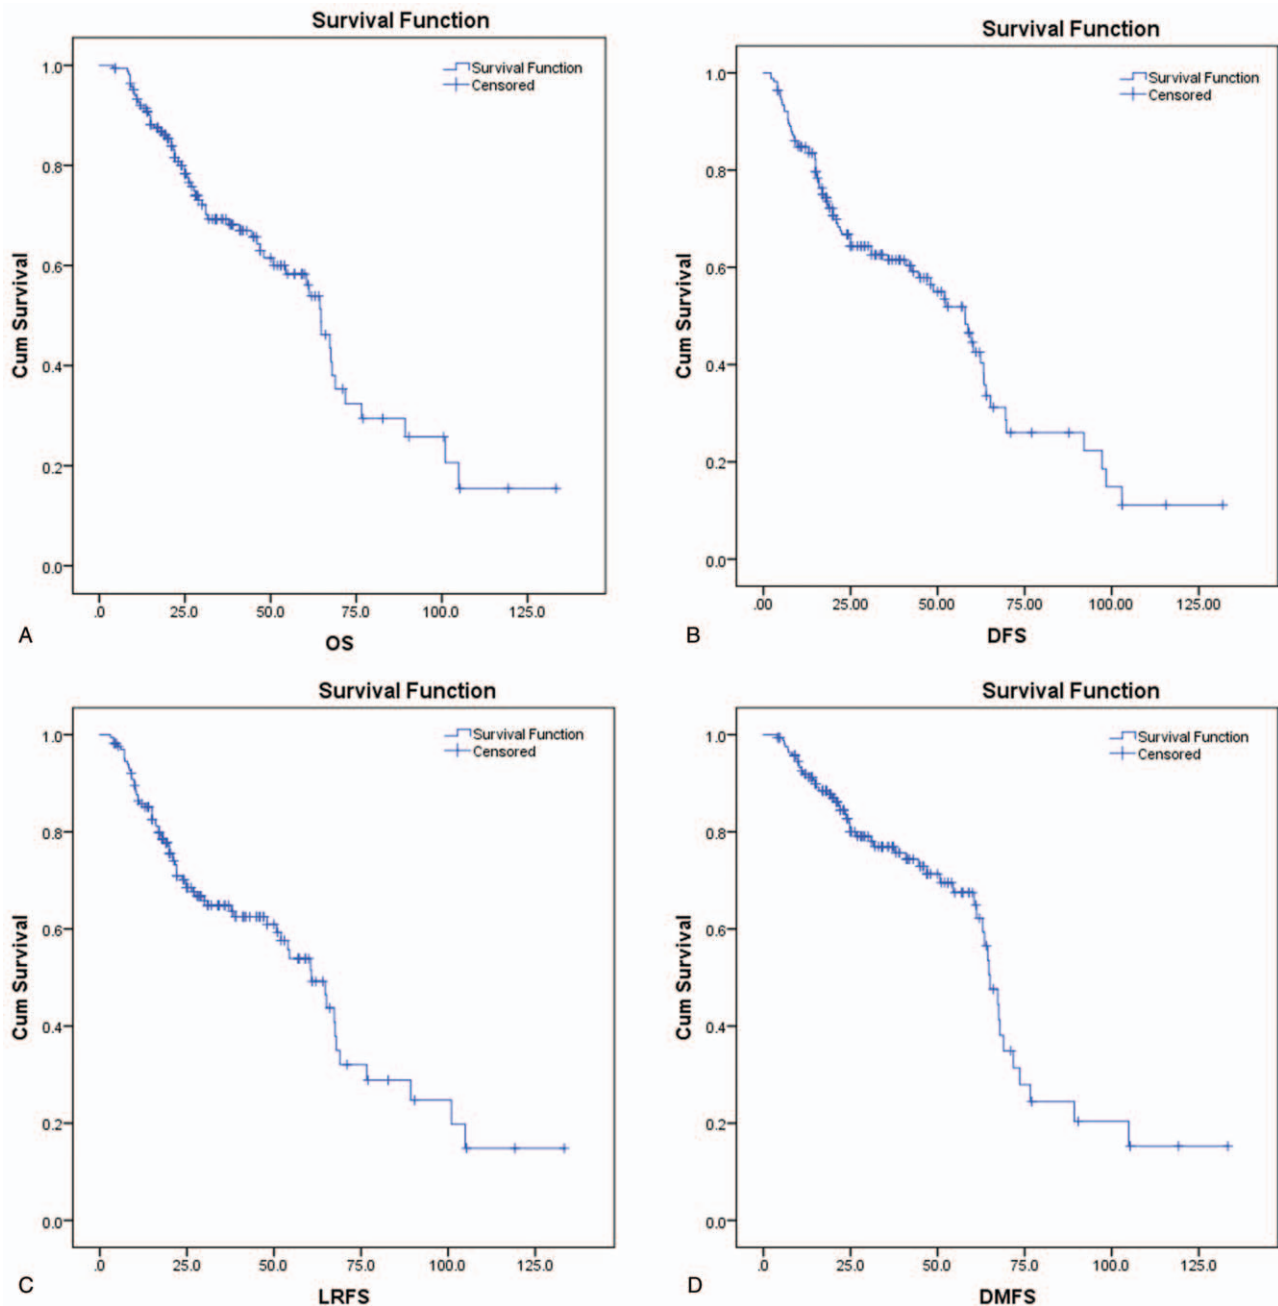 Survival Function
Survival Function
Censored
1.0
0.8
0.6
0.4
0.2
0.0
Cum Survival
.0 25.0 50.0 75.0 100.0 125.0
OS
A
Survival Function
Survival Function
Censored
1.0
0.8
0.6
0.4
0.2
0.0
Cum Survival
.00 25.00 50.00 75.00 100.00 125.00
DFS
B
Survival Function
Survival Function
Censored
1.0
0.8
0.6
0.4
0.2
0.0
Cum Survival
.0 25.0 50.0 75.0 100.0 125.0
LRFS
C
Survival Function
Survival Function
Censored
1.0
0.8
0.6
0.4
0.2
0.0
Cum Survival
.0 25.0 50.0 75.0 100.0 125.0
DMFS
D